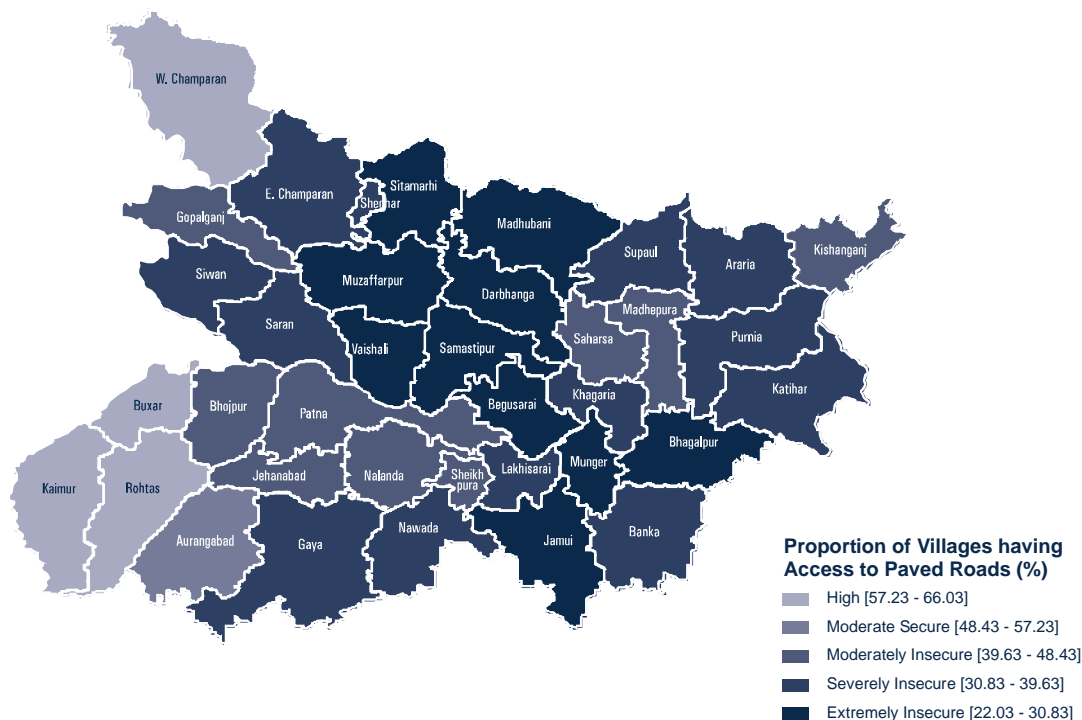 W. Champaran
E. Champaran
Sitamarhi
Sheohar
Gopalganj
Madhubani
Supaul
Araria
Kishanganj
Siwan
Muzaffarpur
Darbhanga
Saran
Madhepura
Saharsa
Purnia
Vaishali
Samastipur
Katihar
Buxar
Bhojpur
Patna
Begusarai
Khagaria
Bhagalpur
Kaimur
Rohtas
Jehanabad
Nalanda
Sheikh
pura
Lakhisarai
Munger
Aurangabad
Gaya
Nawada
Jamui
Banka
Proportion of Villages having
Access to Paved Roads (%)
High [57.23 - 66.03]
Moderate Secure [48.43 - 57.23]
Moderately Insecure [39.63 - 48.43]
Severely Insecure [30.83 - 39.63]
Extremely Insecure [22.03 - 30.83]